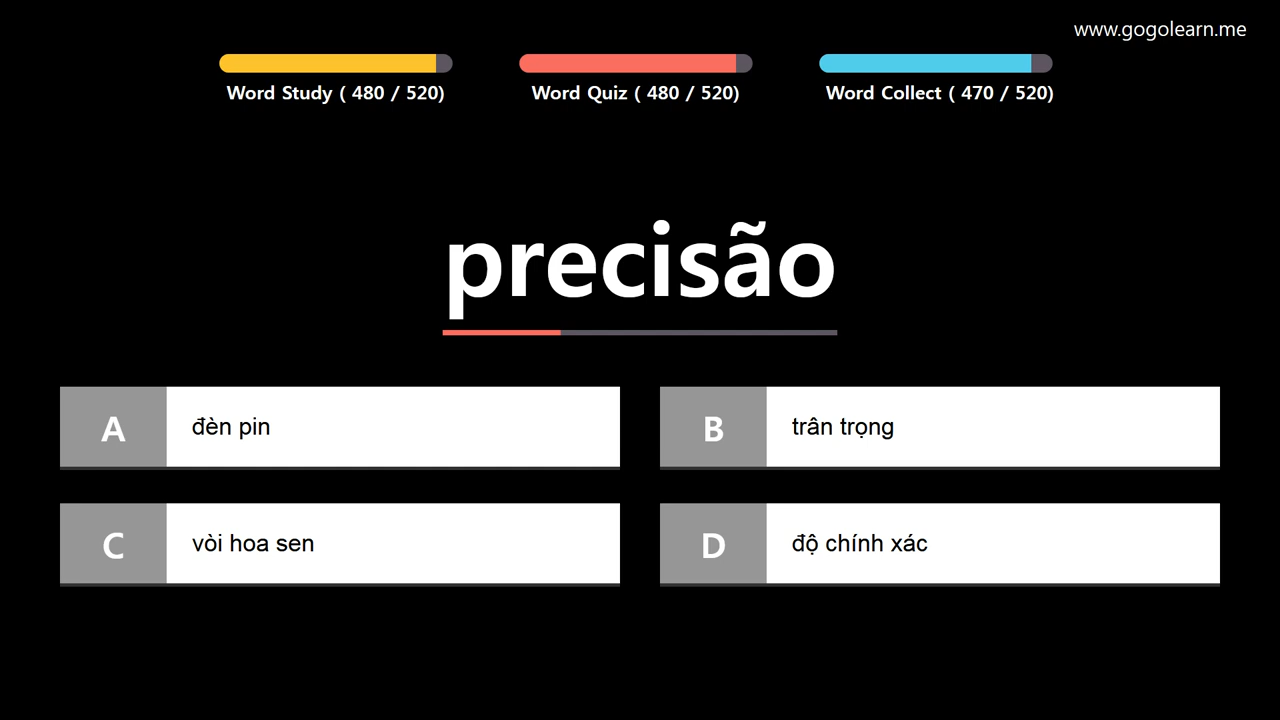 www.gogolearn.me
Word Study ( 480 / 520)
Word Quiz ( 480 / 520)
Word Collect ( 470 / 520)
precisão
A
đèn pin
B
trân trọng
C
vòi hoa sen
D
độ chính xác